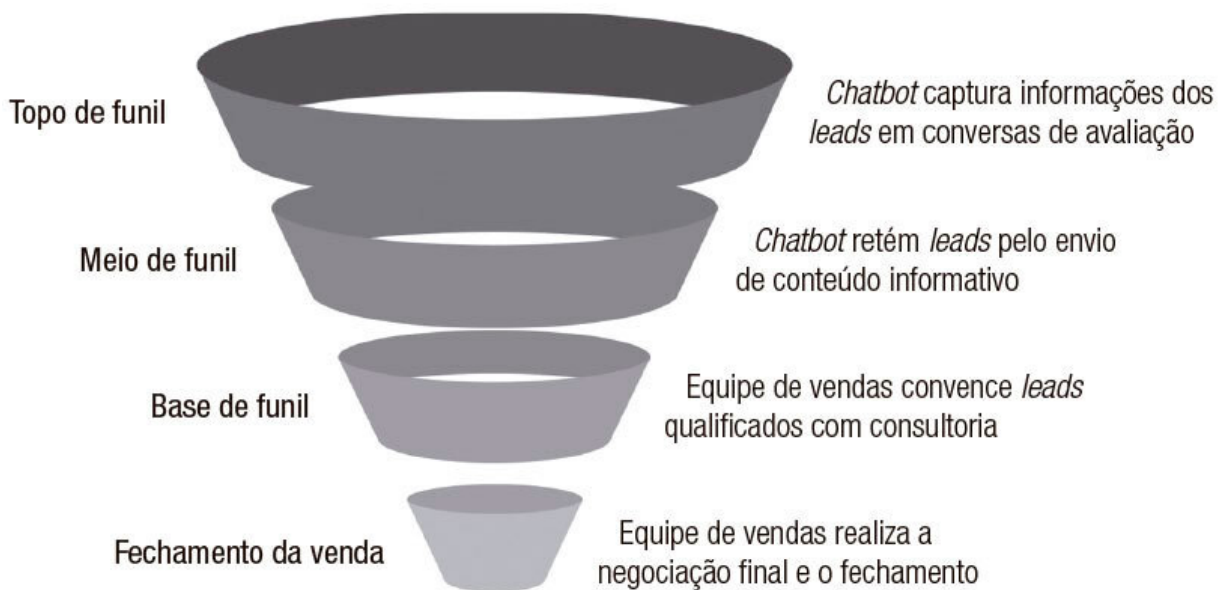 Topo de funil
Chatbot captura informações dos
leads em conversas de avaliação
Meio de funil
Chatbot retém leads pelo envio
de conteúdo informativo
Base de funil
Equipe de vendas convence leads
qualificados com consultoria
Fechamento da venda
Equipe de vendas realiza a
negociação final e o fechamento